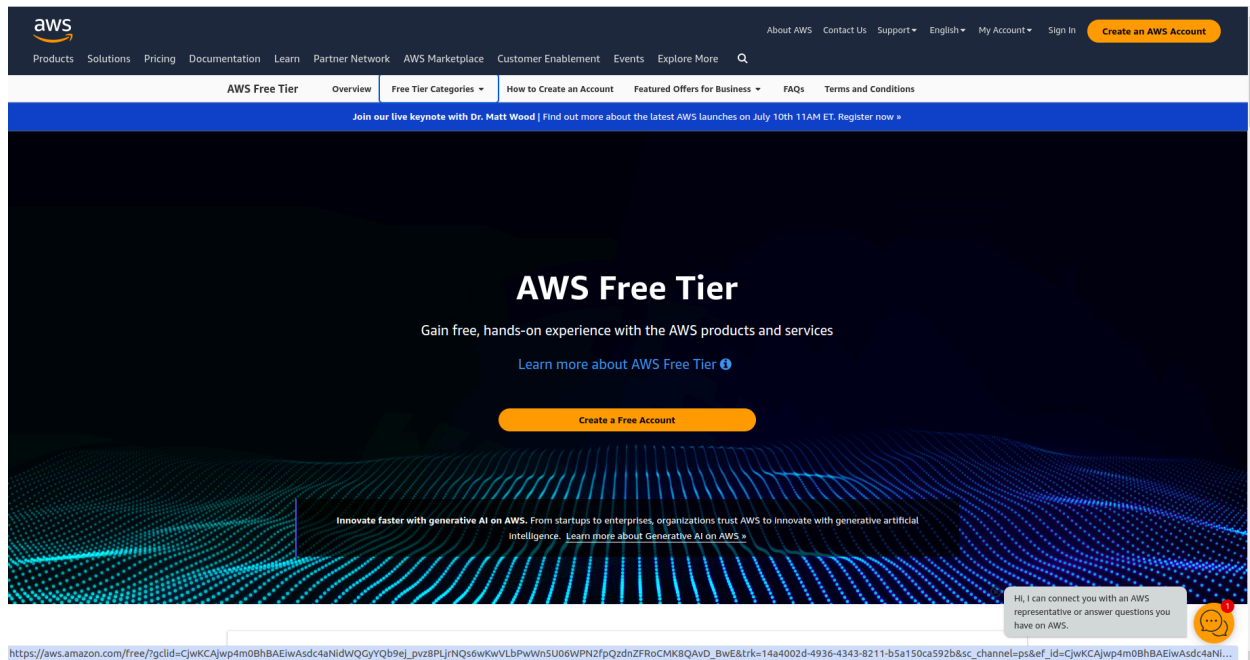 aws
About AWS Contact Us Support English My Account Sign In Create an AWS Account
Products Solutions Pricing Documentation Learn Partner Network AWS Marketplace Customer Enablement Events Explore More
AWS Free Tier Overview Free Tier Categories How to Create an Account Featured Offers for Business FAQs Terms and Conditions
Join our live keynote with Dr. Matt Wood | Find out more about the latest AWS launches on July 10th 11AM ET. Register now »
AWS Free Tier
Gain free, hands-on experience with the AWS products and services
Learn more about AWS Free Tier
Create a Free Account
Innovate faster with generative AI on AWS. From startups to enterprises, organizations trust AWS to innovate with generative artificial
intelligence. Learn more about Generative AI on AWS »
Hi, I can connect you with an AWS
representative or answer questions you
have on AWS.
1
https://aws.amazon.com/free/?gclid=CjwKCAjwp4m0BhBAEiwAsdc4aNidWQGyYQb9ej_pvz8PLjrNQs6wKwVLbPwWn5U06WPN2fpQzdnZFRoCMK8QAvD_BwE&trk=14a4002d-4936-4343-8211-b5a150ca592b&sc_channel=ps&ef_id=CjwKCAjwp4m0BhBAEiwAsdc4aNi...